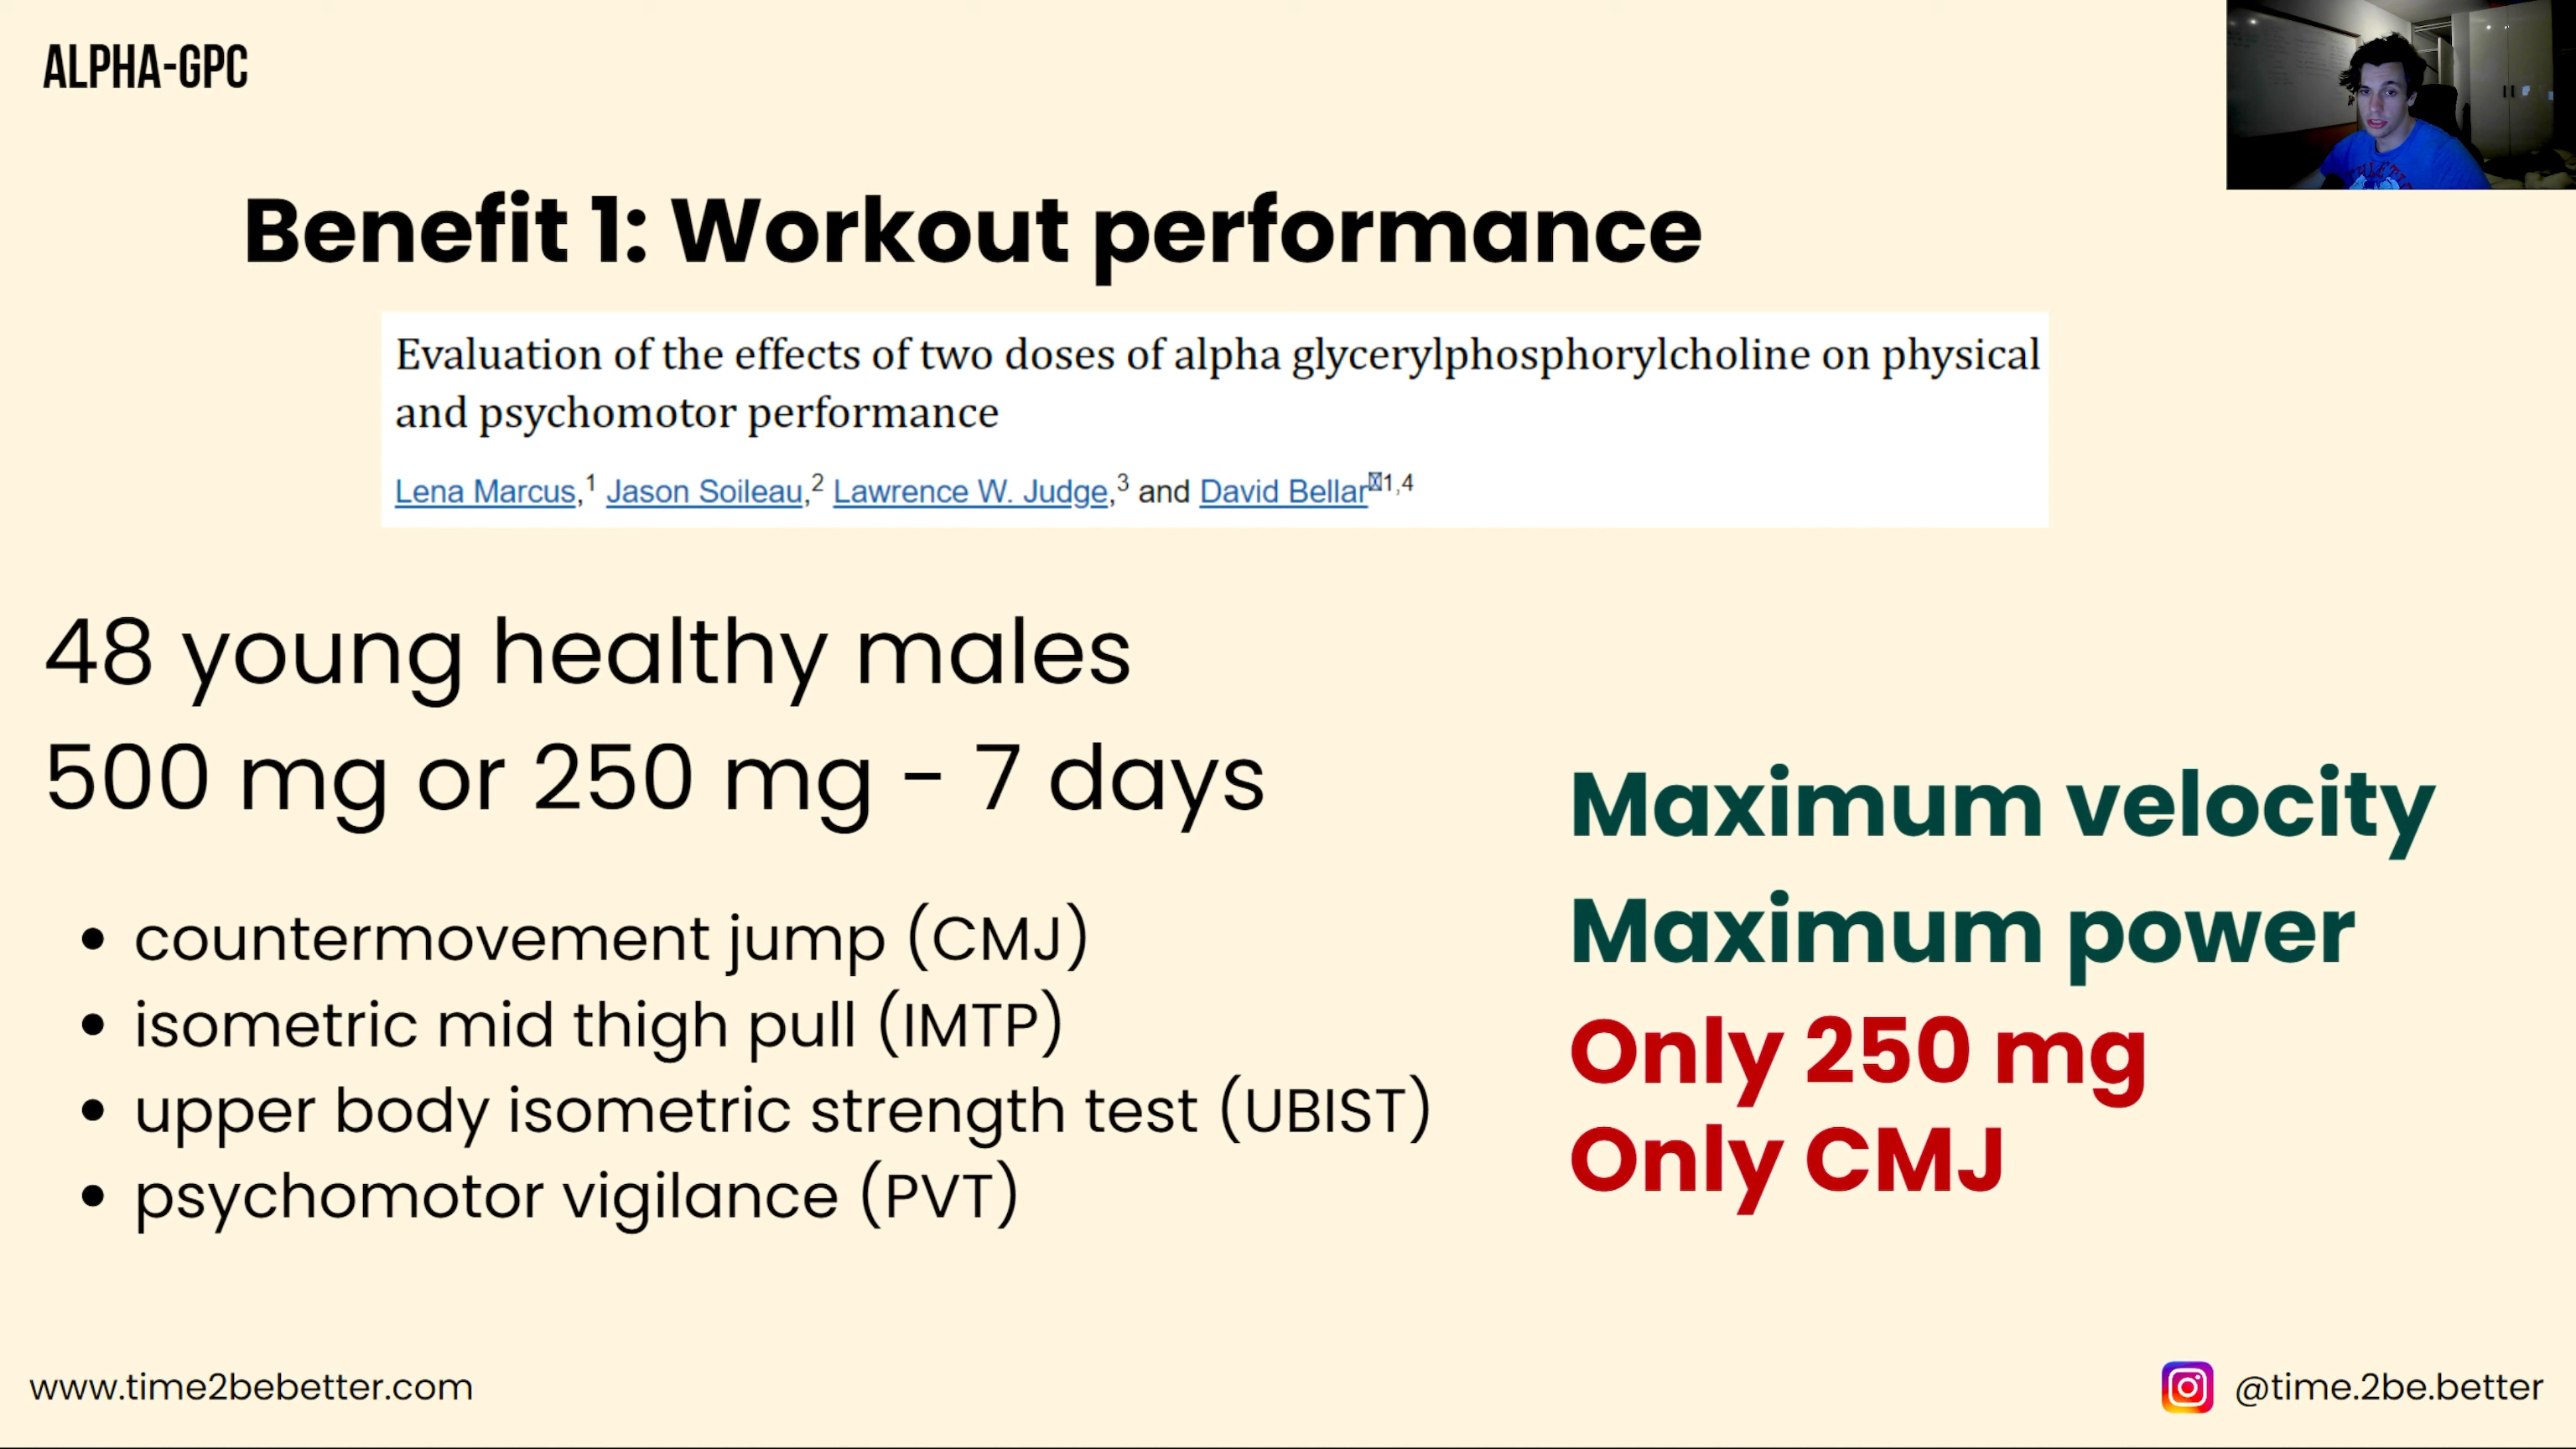 ALPHA-GPC
Benefit 1: Workout performance
Evaluation of the effects of two doses of alpha glycerylphosphorylcholine on physical
and psychomotor performance
Lena Marcus,1 Jason Soileau,2 Lawrence W. Judge,3 and David Bellar1,4
48 young healthy males
500 mg or 250 mg - 7 days
• countermovement jump (CMJ)
• isometric mid thigh pull (IMTP)
• upper body isometric strength test (UBIST)
• psychomotor vigilance (PVT)
Maximum velocity
Maximum power
Only 250 mg
Only CMJ
www.time2bebetter.com
@time.2be.better